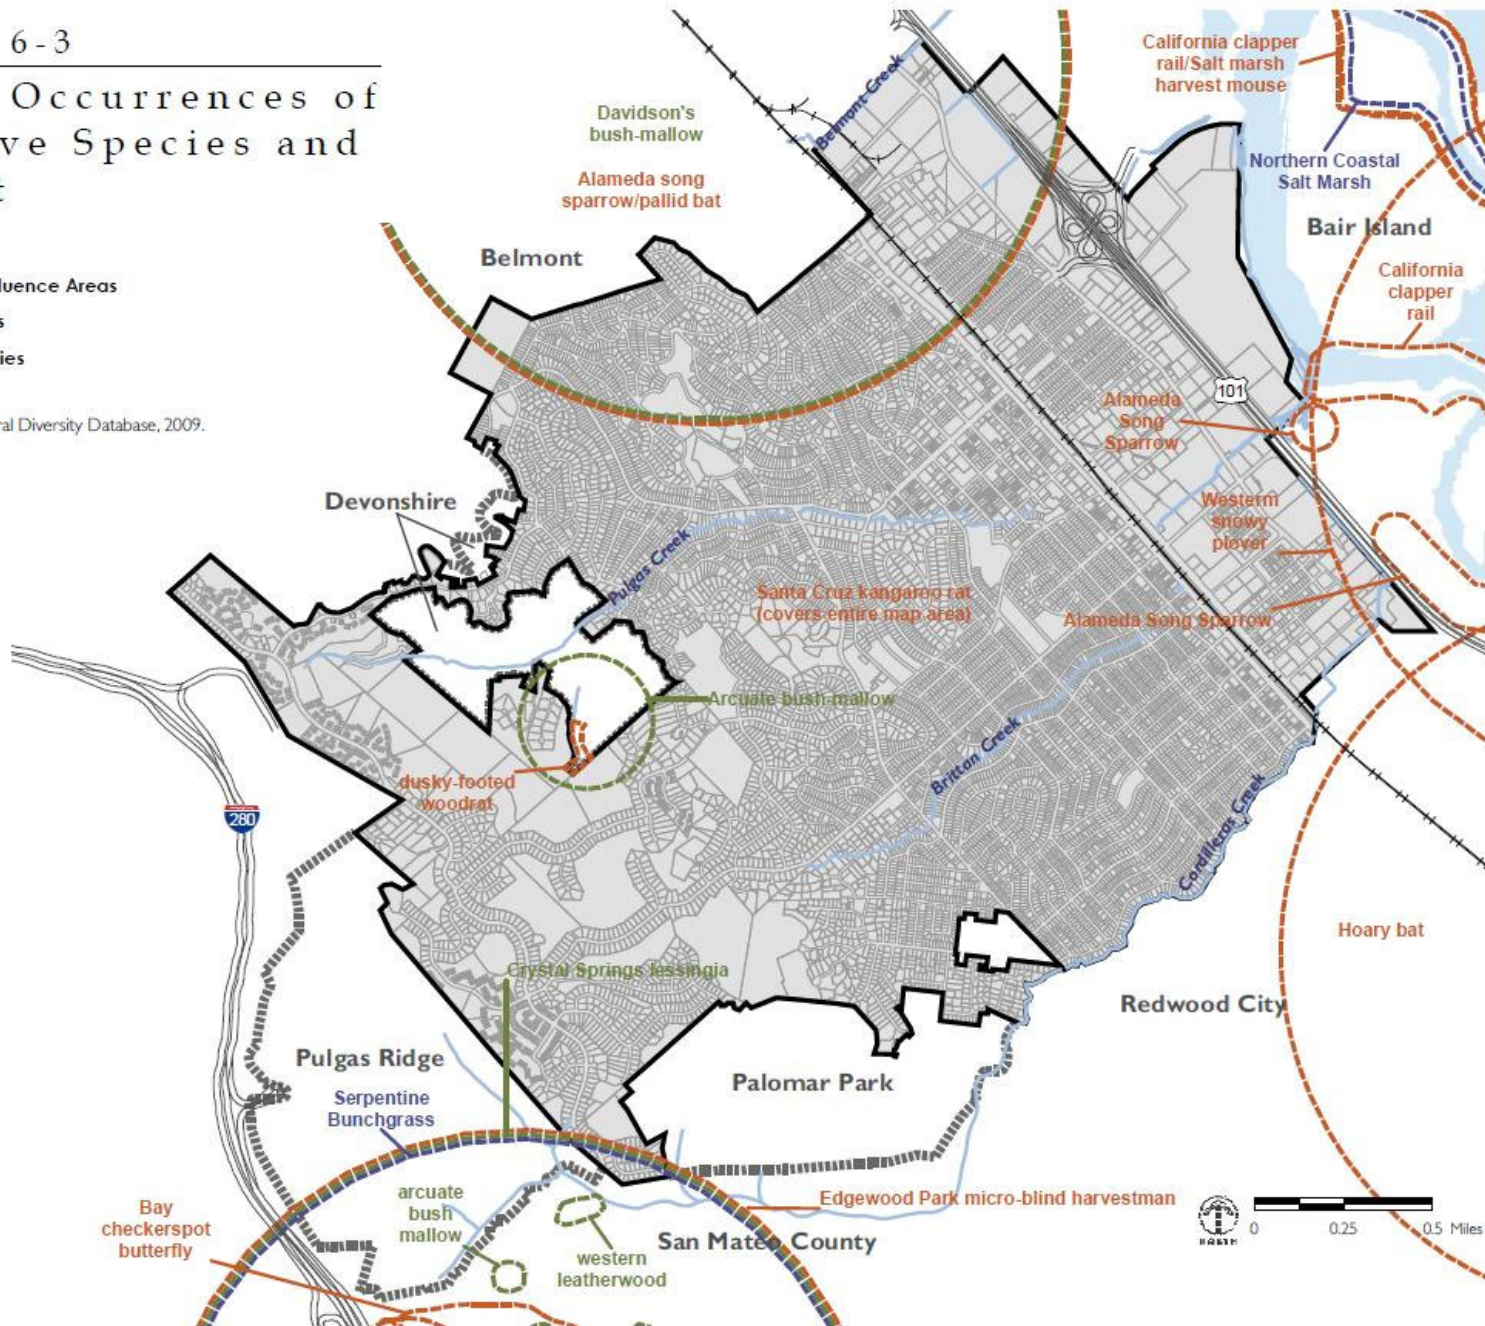 6-3
Occurrences of
ve Species and
t
luence Areas
s
ies
ral Diversity Database, 2009.
Davidson's
bush-mallow
Alameda song
sparrow/pallid bat
Belmont
Belmont Creek
California clapper
rail/Salt marsh
harvest mouse
Northern Coastal
Salt Marsh
Bair Island
California
clapper
rail
101
Alameda
Song
Sparrow
Westerm
snowy
plover
Alameda Song Sparrow
Devonshire
Pulgas Creek
Santa Cruz kangaroo rat
(covers entire map area)
Arcuate bush-mallow
dusky-footed
woodrat
280
Brittan Creek
Cordilleras Creek
Hoary bat
Crystal Springs lessingia
Redwood City
Pulgas Ridge
Serpentine
Bunchgrass
Palomar Park
Bay
checkerspot
butterfly
arcuate
bush
mallow
western
leatherwood
San Mateo County
Edgewood Park micro-blind harvestman
NORTH
0 0.25 0.5 Miles